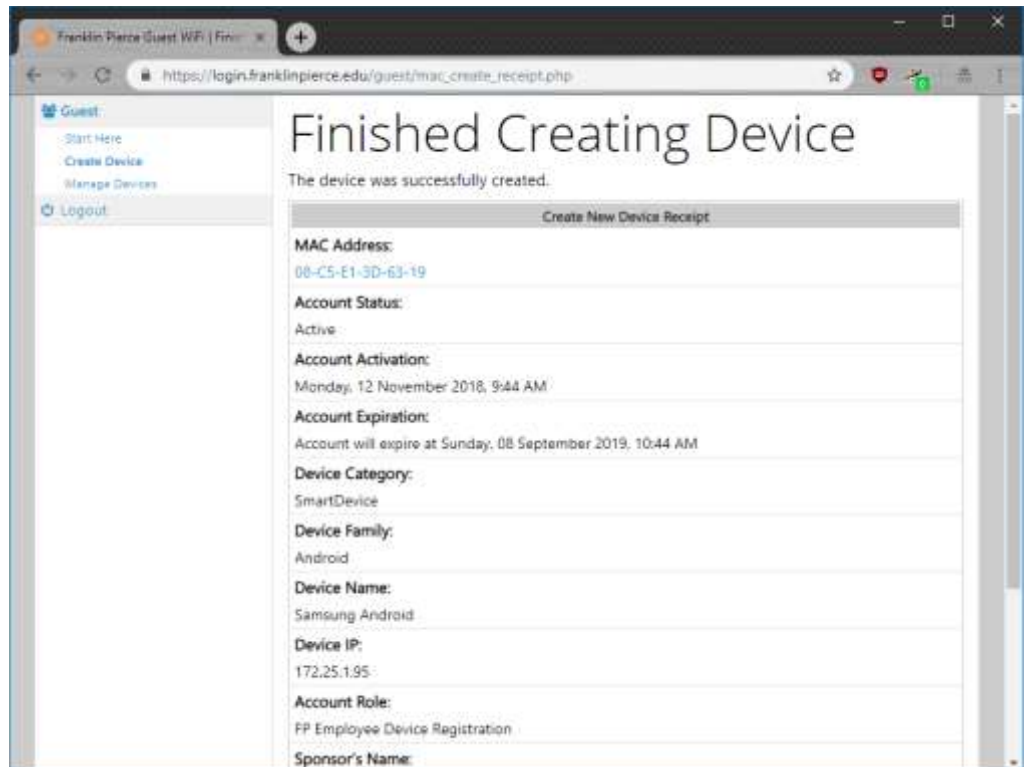 Franklin Pierce Guest WiFi | Finis
https://login.franklinpierce.edu/guest/mac_create_receipt.php
Guest
Start Here
Create Device
Manage Devices
Logout
Finished Creating Device
The device was successfully created.
Create New Device Receipt
MAC Address:
08-C5-E1-3D-63-19
Account Status:
Active
Account Activation:
Monday, 12 November 2018, 9:44 AM
Account Expiration:
Account will expire at Sunday, 08 September 2019, 10:44 AM
Device Category:
SmartDevice
Device Family:
Android
Device Name:
Samsung Android
Device IP:
172.25.1.95
Account Role:
FP Employee Device Registration
Sponsor's Name: